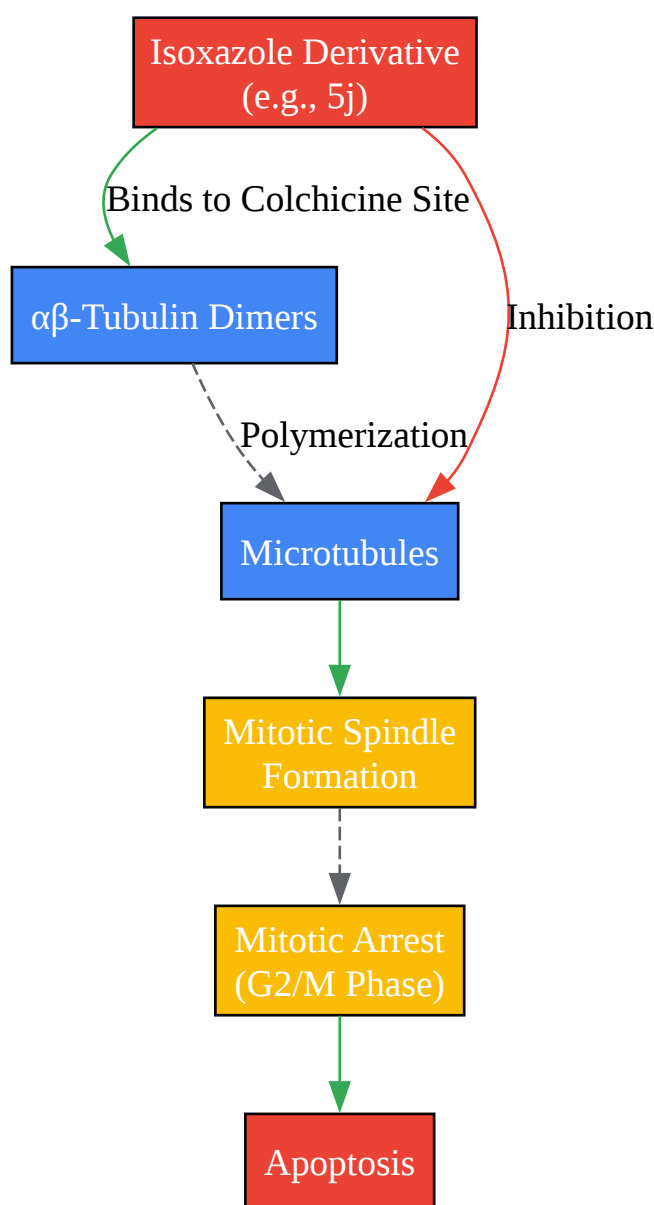 Isoxazole Derivative
(e.g., 5j)
Binds to Colchicine Site
αβ-Tubulin Dimers
Inhibition
Polymerization
Microtubules
Mitotic Spindle
Formation
Mitotic Arrest
(G2/M Phase)
Apoptosis